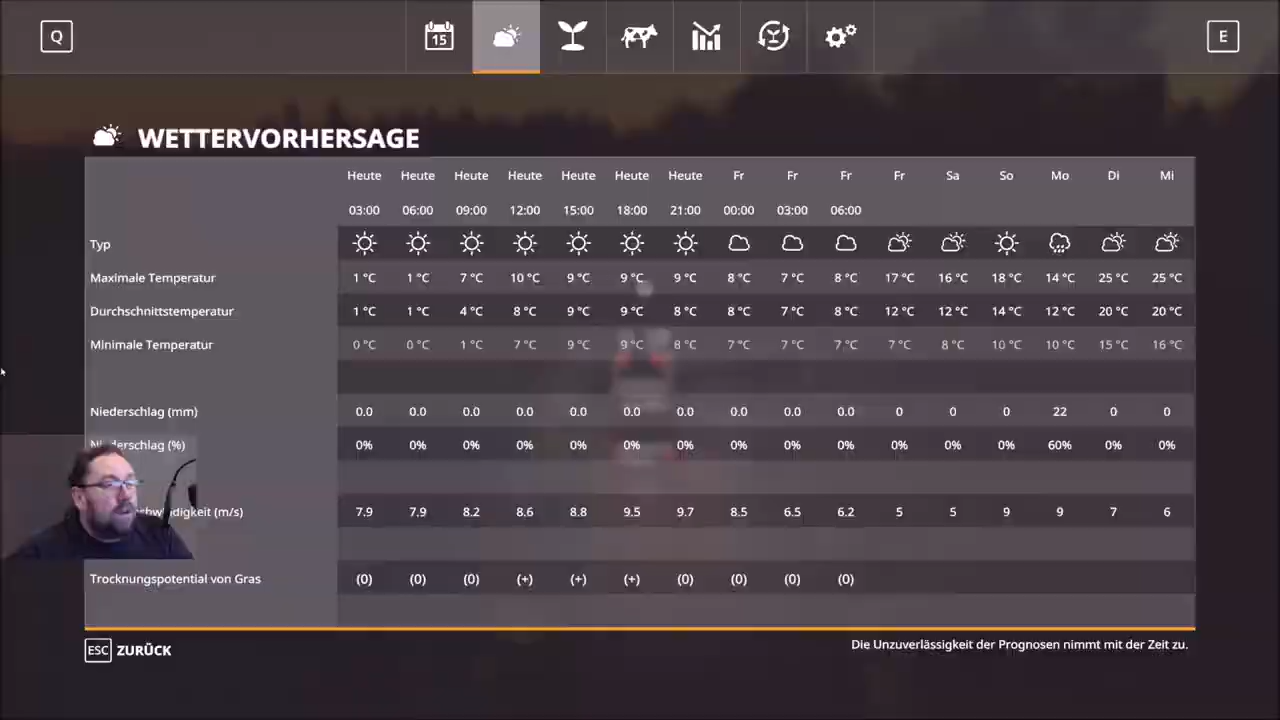 Q 15 E
WETTERVORHERSAGE
Heute Heute Heute Heute Heute Heute Heute Fr Fr Fr Fr Sa So Mo Di Mi
03:00 06:00 09:00 12:00 15:00 18:00 21:00 00:00 03:00 06:00
Typ
Maximale Temperatur 1 °C 1 °C 7 °C 10 °C 9 °C 9 °C 9 °C 8 °C 7 °C 8 °C 17 °C 16 °C 18 °C 14 °C 25 °C 25 °C
Durchschnittstemperatur 1 °C 1 °C 4 °C 8 °C 9 °C 9 °C 8 °C 8 °C 7 °C 8 °C 12 °C 12 °C 14 °C 12 °C 20 °C 20 °C
Minimale Temperatur 0 °C 0 °C 1 °C 7 °C 9 °C 9 °C 8 °C 7 °C 7 °C 7 °C 7 °C 8 °C 10 °C 10 °C 15 °C 16 °C
Niederschlag (mm) 0.0 0.0 0.0 0.0 0.0 0.0 0.0 0.0 0.0 0.0 0 0 0 22 0 0
Niederschlag (%) 0% 0% 0% 0% 0% 0% 0% 0% 0% 0% 0% 0% 0% 60% 0% 0%
(m/s) 7.9 7.9 8.2 8.6 8.8 9.5 9.7 8.5 6.5 6.2 5 5 9 9 7 6
Trocknungspotential von Gras (0) (0) (0) (+) (+) (+) (0) (0) (0) (0)
ESC ZURÜCK
Die Unzuverlässigkeit der Prognosen nimmt mit der Zeit zu.